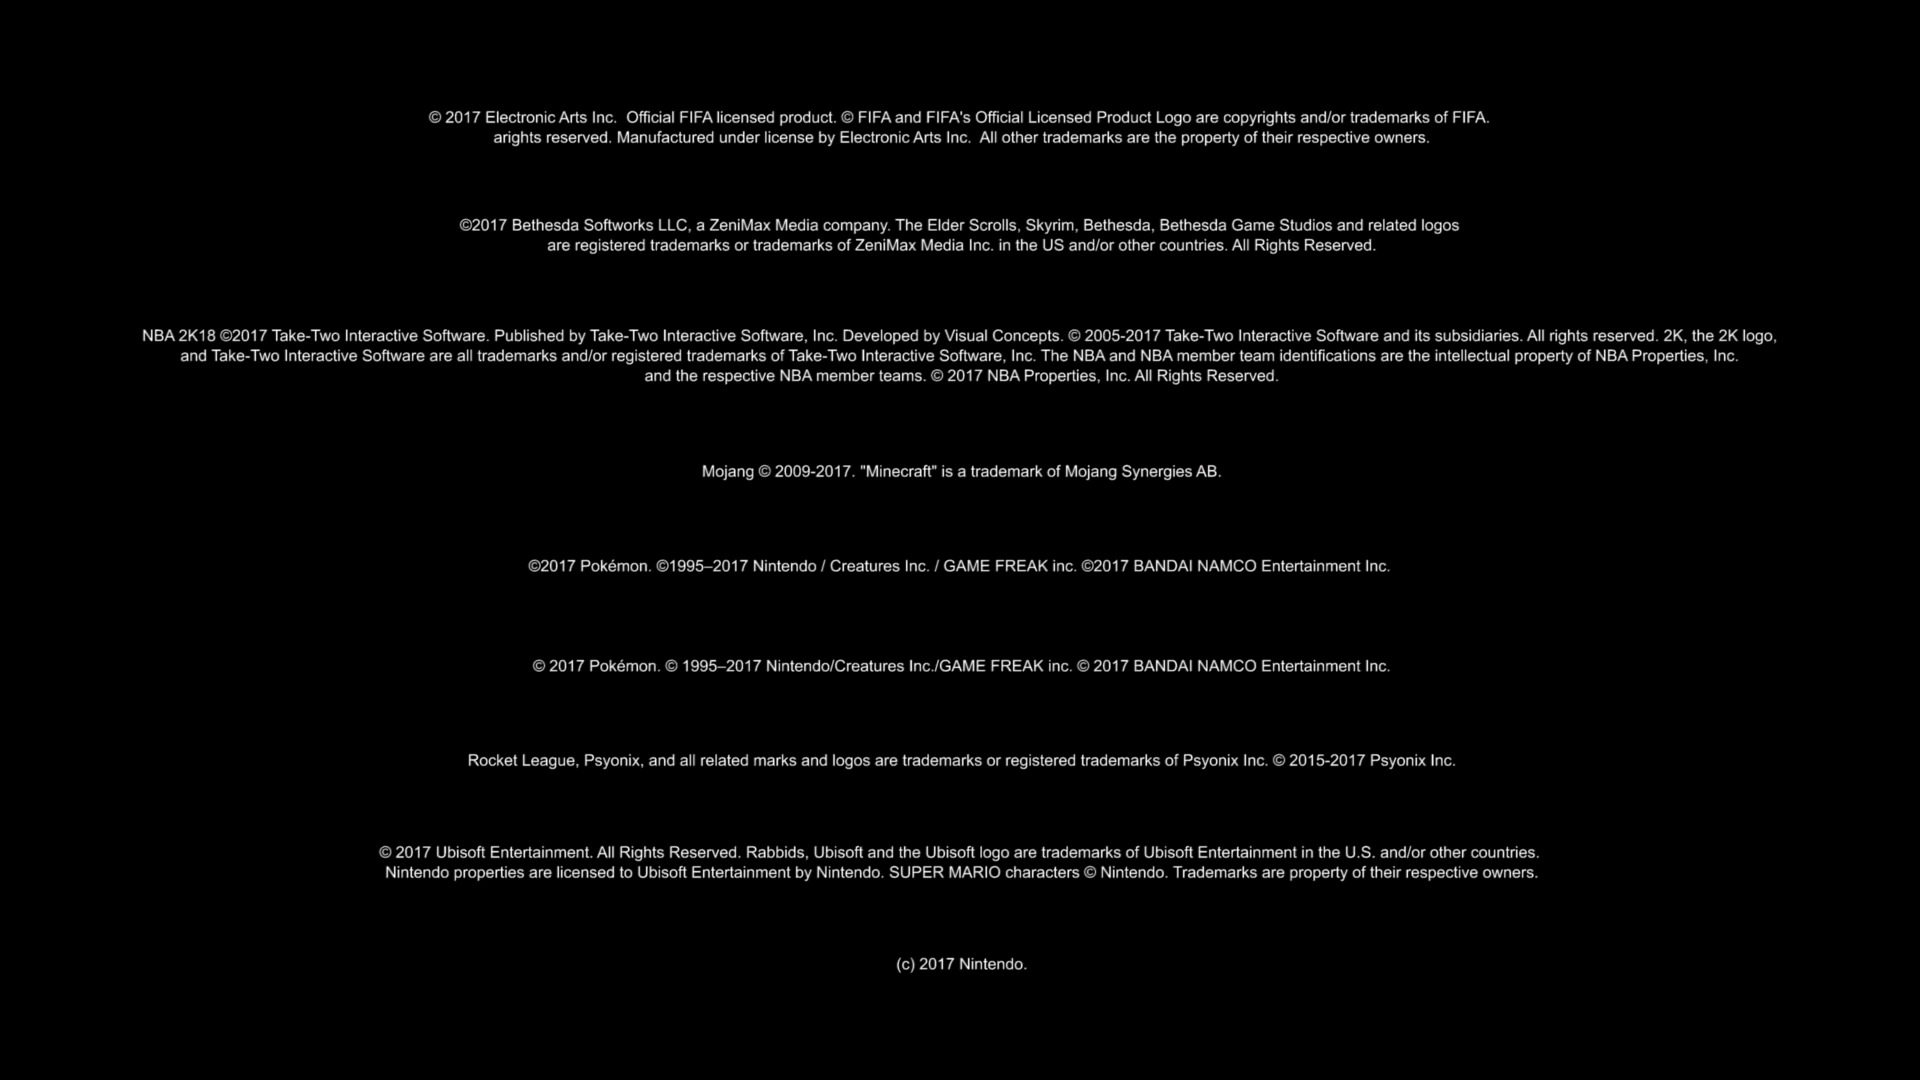 © 2017 Electronic Arts Inc.  Official FIFA licensed product. © FIFA and FIFA's Official Licensed Product Logo are copyrights and/or trademarks of FIFA.
arights reserved. Manufactured under license by Electronic Arts Inc.  All other trademarks are the property of their respective owners.
©2017 Bethesda Softworks LLC, a ZeniMax Media company. The Elder Scrolls, Skyrim, Bethesda, Bethesda Game Studios and related logos
are registered trademarks or trademarks of ZeniMax Media Inc. in the US and/or other countries. All Rights Reserved.
NBA 2K18 ©2017 Take-Two Interactive Software. Published by Take-Two Interactive Software, Inc. Developed by Visual Concepts. © 2005-2017 Take-Two Interactive Software and its subsidiaries. All rights reserved. 2K, the 2K logo,
and Take-Two Interactive Software are all trademarks and/or registered trademarks of Take-Two Interactive Software, Inc. The NBA and NBA member team identifications are the intellectual property of NBA Properties, Inc.
and the respective NBA member teams. © 2017 NBA Properties, Inc. All Rights Reserved.
Mojang © 2009-2017. "Minecraft" is a trademark of Mojang Synergies AB.
©2017 Pokémon. ©1995–2017 Nintendo / Creatures Inc. / GAME FREAK inc. ©2017 BANDAI NAMCO Entertainment Inc.
© 2017 Pokémon. © 1995–2017 Nintendo/Creatures Inc./GAME FREAK inc. © 2017 BANDAI NAMCO Entertainment Inc.
Rocket League, Psyonix, and all related marks and logos are trademarks or registered trademarks of Psyonix Inc. © 2015-2017 Psyonix Inc.
© 2017 Ubisoft Entertainment. All Rights Reserved. Rabbids, Ubisoft and the Ubisoft logo are trademarks of Ubisoft Entertainment in the U.S. and/or other countries.
Nintendo properties are licensed to Ubisoft Entertainment by Nintendo. SUPER MARIO characters © Nintendo. Trademarks are property of their respective owners.
(c) 2017 Nintendo.